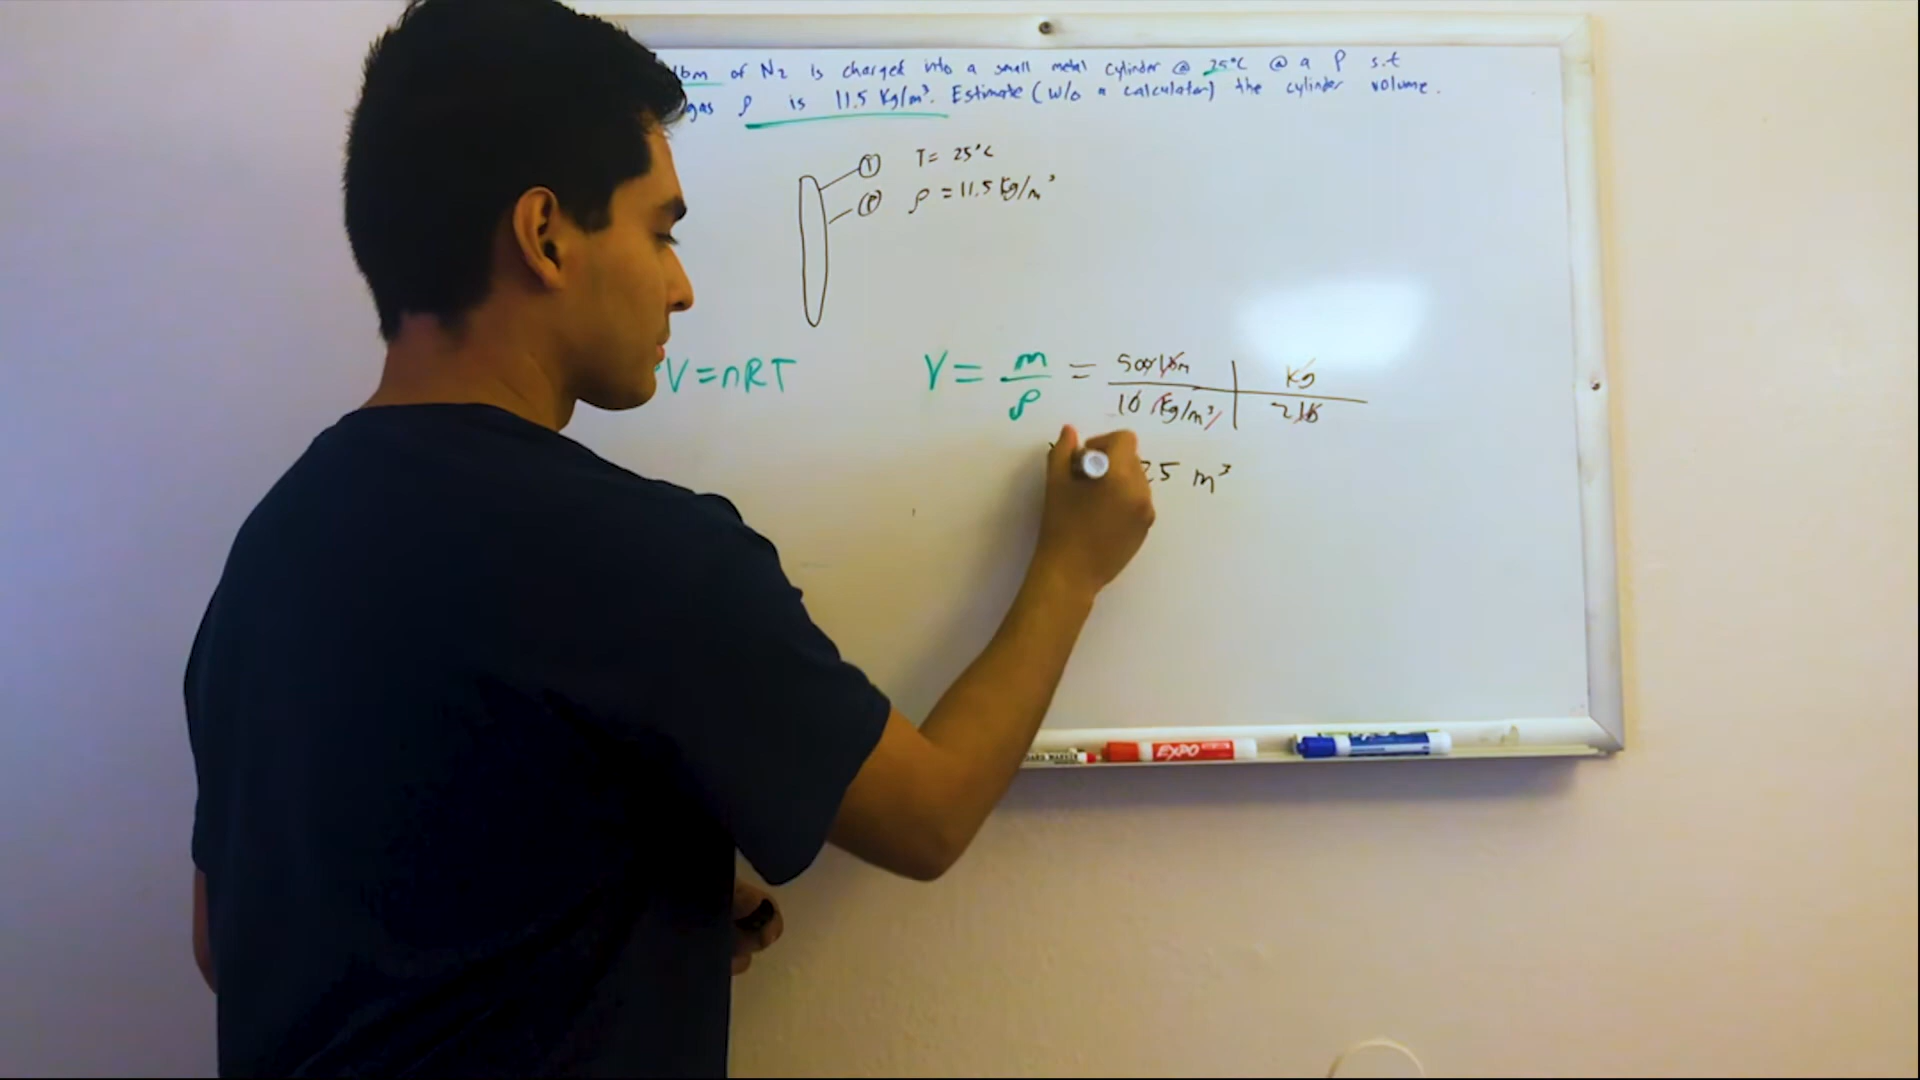 lbm of N2 is charged into a small metal cylinder @ 25°C @ a P s.t
gas ρ is 11.5 Kg/m³. Estimate (w/o a calculator) the cylinder volume.
T T= 25°C
P ρ = 11.5 Kg/m³
V=nRT
V = m/ρ = 500 lbm / 10 Kg/m³ | Kg / 2 lb
25 m³
EXPO